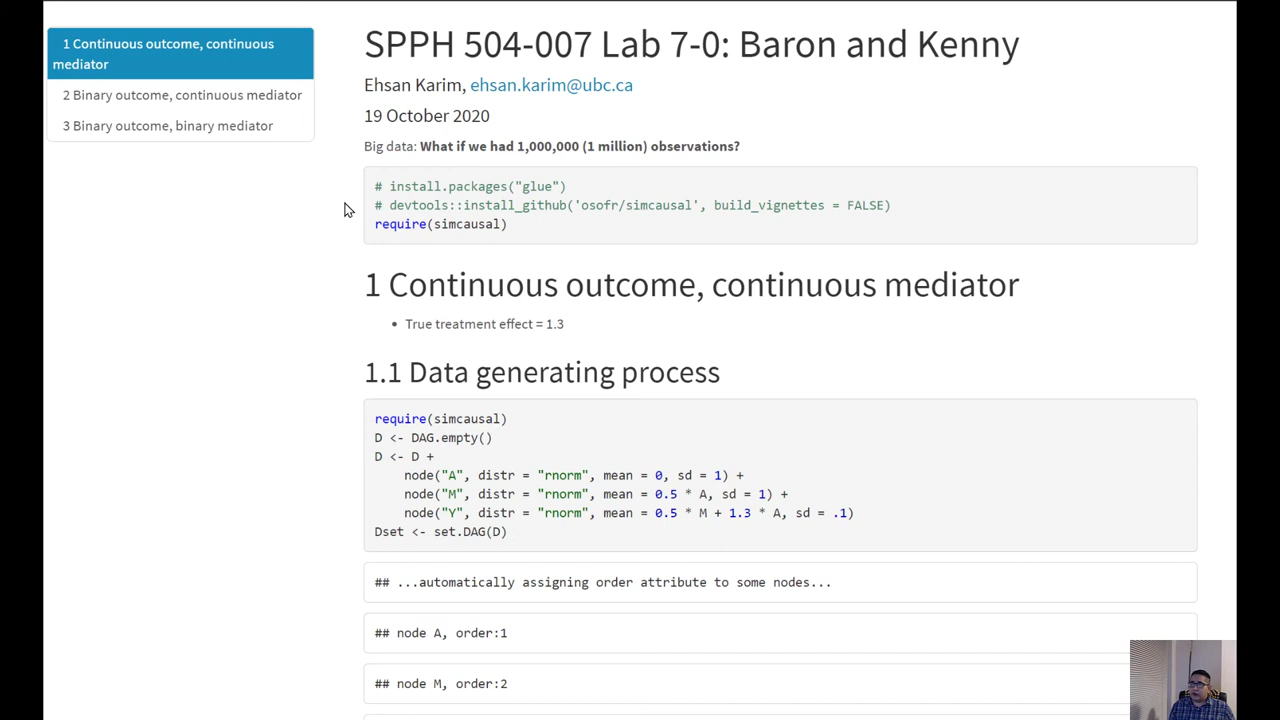 1 Continuous outcome, continuous
mediator
2 Binary outcome, continuous mediator
3 Binary outcome, binary mediator
SPPH 504-007 Lab 7-0: Baron and Kenny
Ehsan Karim, ehsan.karim@ubc.ca
19 October 2020
Big data: What if we had 1,000,000 (1 million) observations?
# install.packages("glue")
# devtools::install_github('osofr/simcausal', build_vignettes = FALSE)
require(simcausal)
1 Continuous outcome, continuous mediator
• True treatment effect = 1.3
1.1 Data generating process
require(simcausal)
D <- DAG.empty()
D <- D +
    node("A", distr = "rnorm", mean = 0, sd = 1) +
    node("M", distr = "rnorm", mean = 0.5 * A, sd = 1) +
    node("Y", distr = "rnorm", mean = 0.5 * M + 1.3 * A, sd = .1)
Dset <- set.DAG(D)
## ...automatically assigning order attribute to some nodes...
## node A, order:1
## node M, order:2